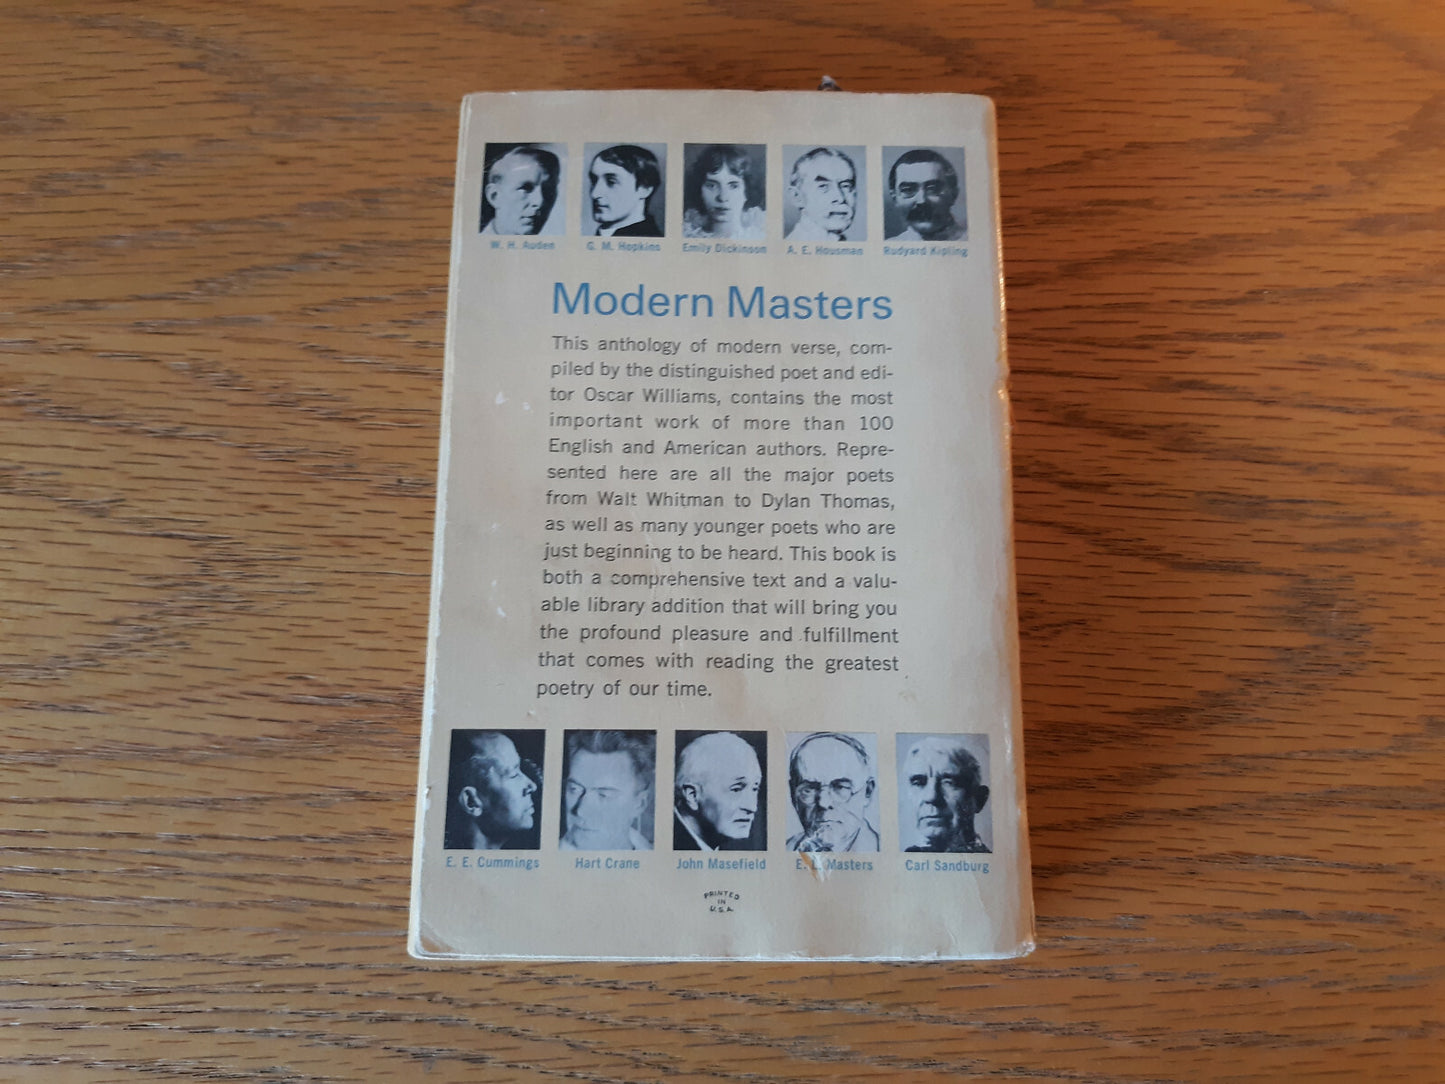 W. H. Auden G. M. Hopkins Emily Dickinson A. E. Housman Rudyard Kipling
Modern Masters
This anthology of modern verse, com-
piled by the distinguished poet and edi-
tor Oscar Williams, contains the most
important work of more than 100
English and American authors. Repre-
sented here are all the major poets
from Walt Whitman to Dylan Thomas,
as well as many younger poets who are
just beginning to be heard. This book is
both a comprehensive text and a valu-
able library addition that will bring you
the profound pleasure and fulfillment
that comes with reading the greatest
poetry of our time.
E. E. Cummings Hart Crane John Masefield E. L. Masters Carl Sandburg
PRINTED
IN
U.S.A.